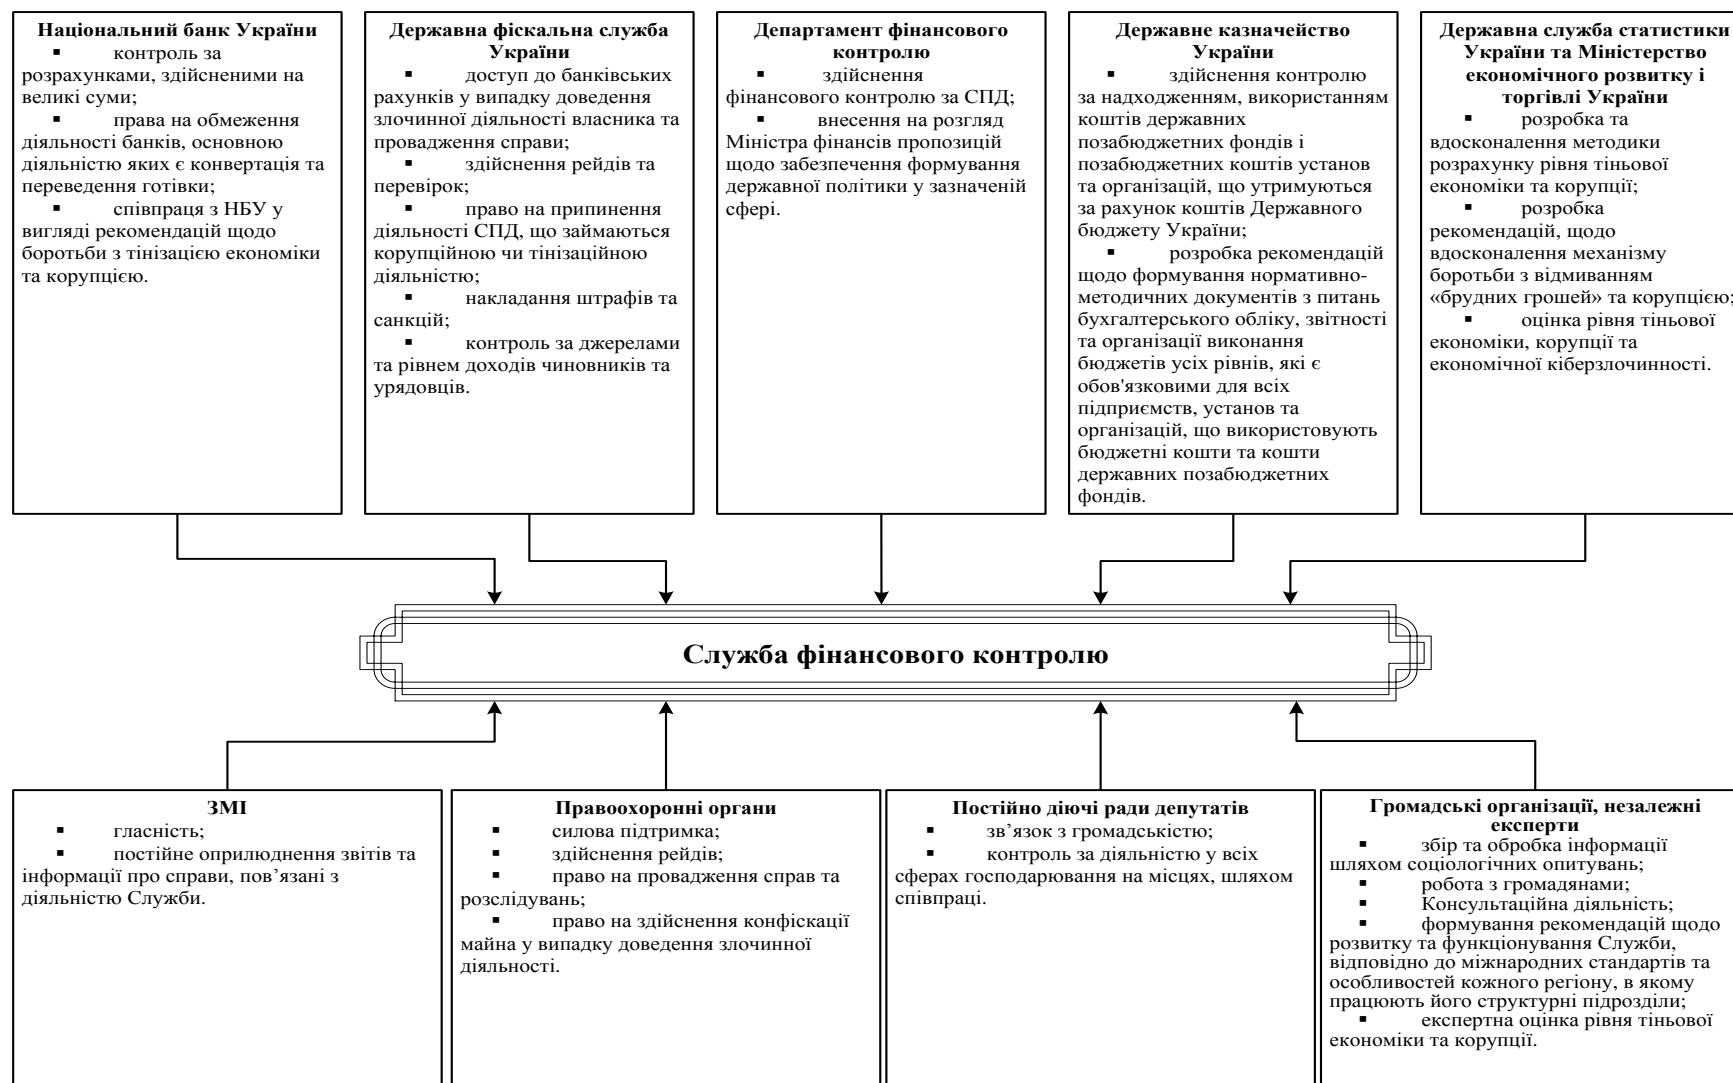 Національний банк України
▪ контроль за
розрахунками, здійсненими на
великі суми;
▪ права на обмеження
діяльності банків, основною
діяльністю яких є конвертація та
переведення готівки;
▪ співпраця з НБУ у
вигляді рекомендацій щодо
боротьби з тінізацією економіки
та корупцією.
Державна фіскальна служба
України
▪ доступ до банківських
рахунків у випадку доведення
злочинної діяльності власника та
провадження справи;
▪ здійснення рейдів та
перевірок;
▪ право на припинення
діяльності СПД, що займаються
корупційною чи тінізаційною
діяльністю;
▪ накладання штрафів та
санкцій;
▪ контроль за джерелами
та рівнем доходів чиновників та
урядовців.
Департамент фінансового
контролю
▪ здійснення
фінансового контролю за СПД;
▪ внесення на розгляд
Міністра фінансів пропозицій
щодо забезпечення формування
державної політики у зазначеній
сфері.
Державне казначейство
України
▪ здійснення контролю
за надходженням, використанням
коштів державних
позабюджетних фондів і
позабюджетних коштів установ
та організацій, що утримуються
за рахунок коштів Державного
бюджету України;
▪ розробка рекомендацій
щодо формування нормативно-
методичних документів з питань
бухгалтерського обліку, звітності
та організації виконання
бюджетів усіх рівнів, які є
обов'язковими для всіх
підприємств, установ та
організацій, що використовують
бюджетні кошти та кошти
державних позабюджетних
фондів.
Державна служба статистики
України та Міністерство
економічного розвитку і
торгівлі України
▪ розробка та
вдосконалення методики
розрахунку рівня тіньової
економіки та корупції;
▪ розробка
рекомендацій, щодо
вдосконалення механізму
боротьби з відмиванням
«брудних грошей» та корупцією;
▪ оцінка рівня тіньової
економіки, корупції та
економічної кіберзлочинності.
Служба фінансового контролю
ЗМІ
▪ гласність;
▪ постійне оприлюднення звітів та
інформації про справи, пов’язані з
діяльністю Служби.
Правоохоронні органи
▪ силова підтримка;
▪ здійснення рейдів;
▪ право на провадження справ та
розслідувань;
▪ право на здійснення конфіскації
майна у випадку доведення злочинної
діяльності.
Постійно діючі ради депутатів
▪ зв’язок з громадськістю;
▪ контроль за діяльністю у всіх
сферах господарювання на місцях, шляхом
співпраці.
Громадські організації, незалежні
експерти
▪ збір та обробка інформації
шляхом соціологічних опитувань;
▪ робота з громадянами;
▪ Консультаційна діяльність;
▪ формування рекомендацій щодо
розвитку та функціонування Служби,
відповідно до міжнародних стандартів та
особливостей кожного регіону, в якому
працюють його структурні підрозділи;
▪ експертна оцінка рівня тіньової
економіки та корупції.